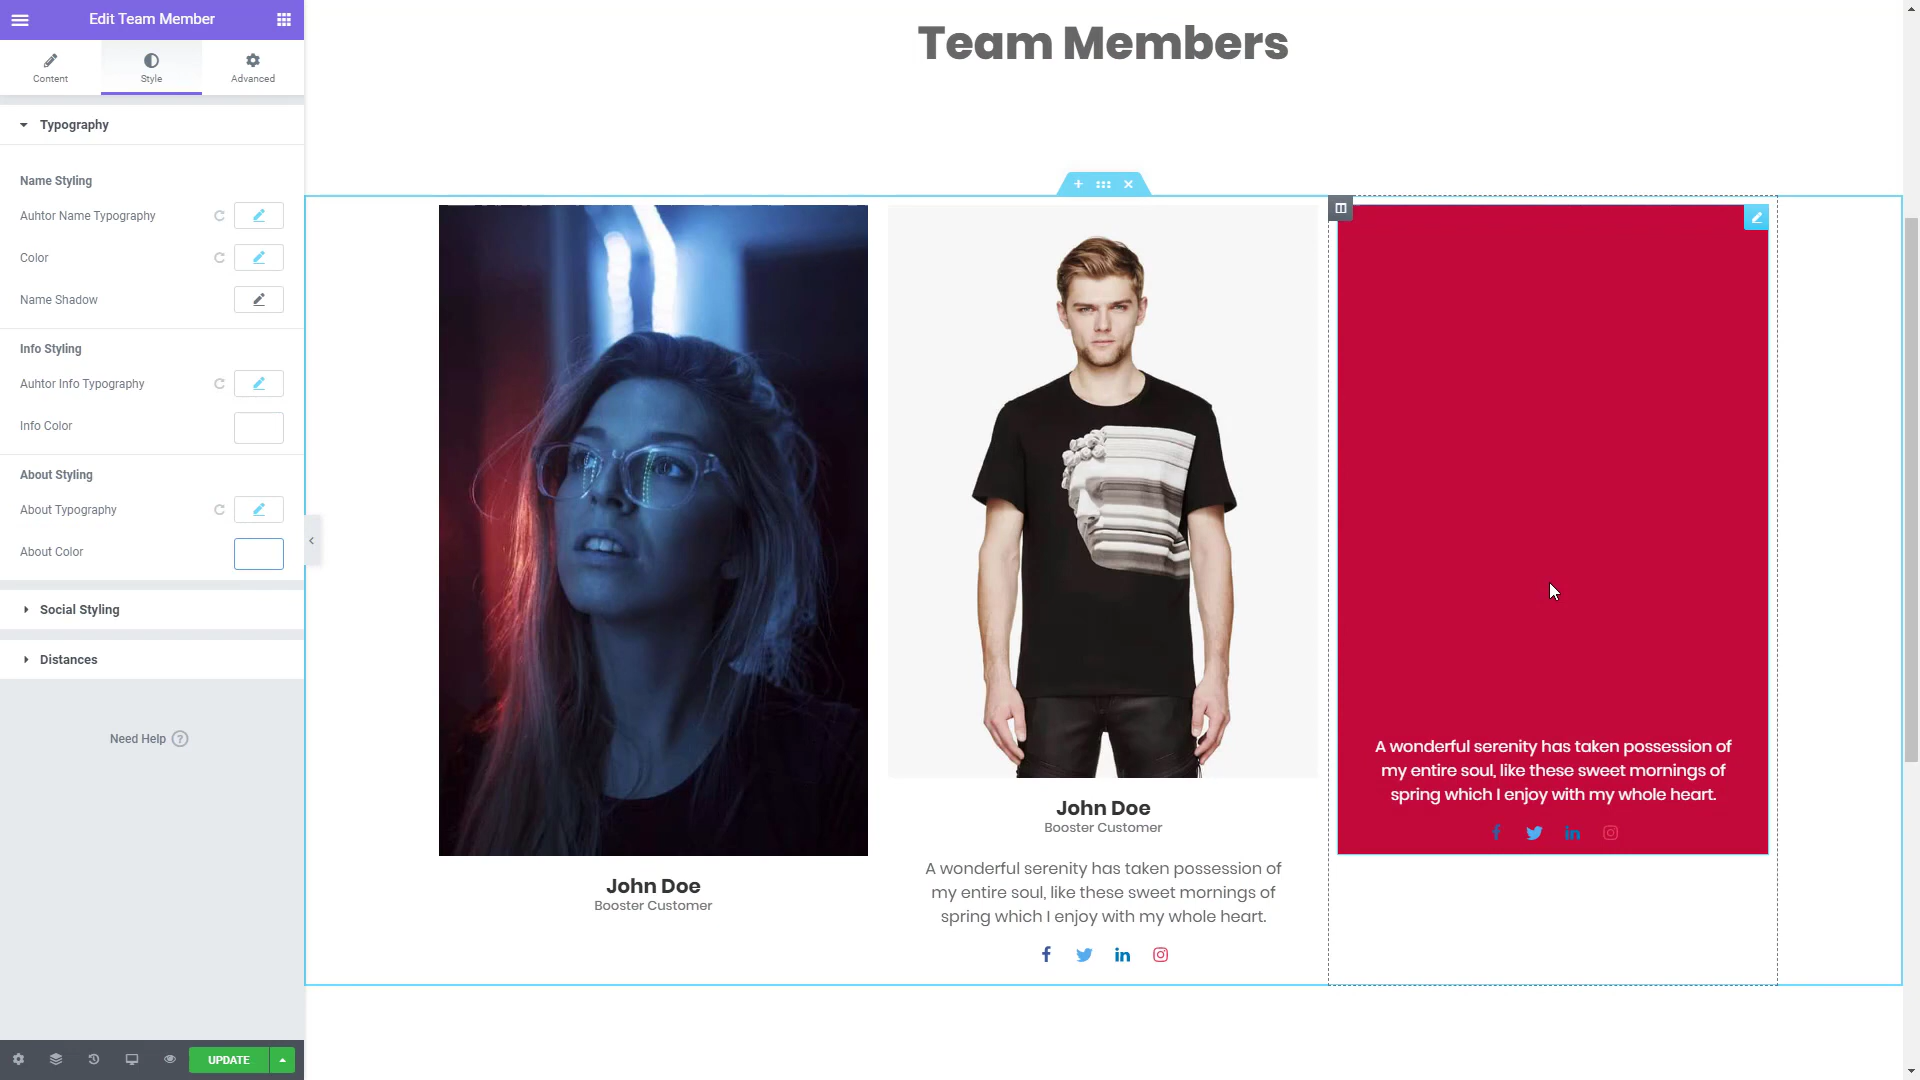 Edit Team Member
Content
Style
Advanced
Typography
Name Styling
Auhtor Name Typography
Color
Name Shadow
Info Styling
Auhtor Info Typography
Info Color
About Styling
About Typography
About Color
Social Styling
Distances
Need Help ?
UPDATE
Team Members
John Doe
Booster Customer
John Doe
Booster Customer
A wonderful serenity has taken possession of
my entire soul, like these sweet mornings of
spring which I enjoy with my whole heart.
A wonderful serenity has taken possession of
my entire soul, like these sweet mornings of
spring which I enjoy with my whole heart.